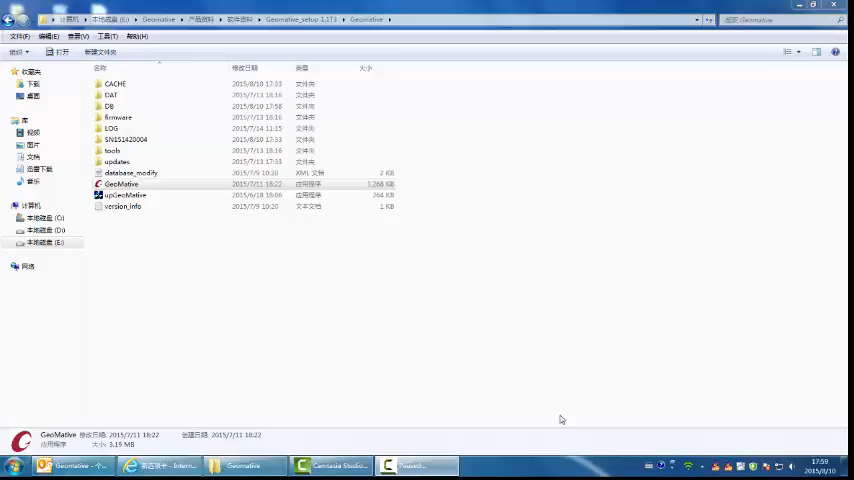 计算机 本地磁盘 (E:) Geomative 产品资料 软件资料 Geomative_setup 1.1T3 Geomative 搜索 Geomative
文件(F) 编辑(E) 查看(V) 工具(T) 帮助(H)
组织 打开 新建文件夹
收藏夹
下载
桌面
库
视频
图片
文档
迅雷下载
音乐
计算机
本地磁盘 (C:)
本地磁盘 (D:)
本地磁盘 (E:)
网络
名称 修改日期 类型 大小
CACHE 2015/8/10 17:33 文件夹
DAT 2015/7/13 18:16 文件夹
DB 2015/8/10 17:58 文件夹
firmware 2015/7/13 18:16 文件夹
LOG 2015/7/14 11:15 文件夹
SN151420004 2015/8/10 17:33 文件夹
tools 2015/7/13 18:16 文件夹
updates 2015/7/13 17:33 文件夹
database_modify 2015/7/9 10:20 XML 文档 2 KB
GeoMative 2015/7/11 18:22 应用程序 3,268 KB
upGeoMative 2015/6/18 18:06 应用程序 264 KB
version_info 2015/7/9 10:20 文本文档 1 KB
GeoMative 修改日期: 2015/7/11 18:22 创建日期: 2015/7/11 18:22
应用程序 大小: 3.19 MB
Geomative - 个... 新选项卡 - Intern... Geomative Camtasia Studio... Paused...
17:59
2015/8/10